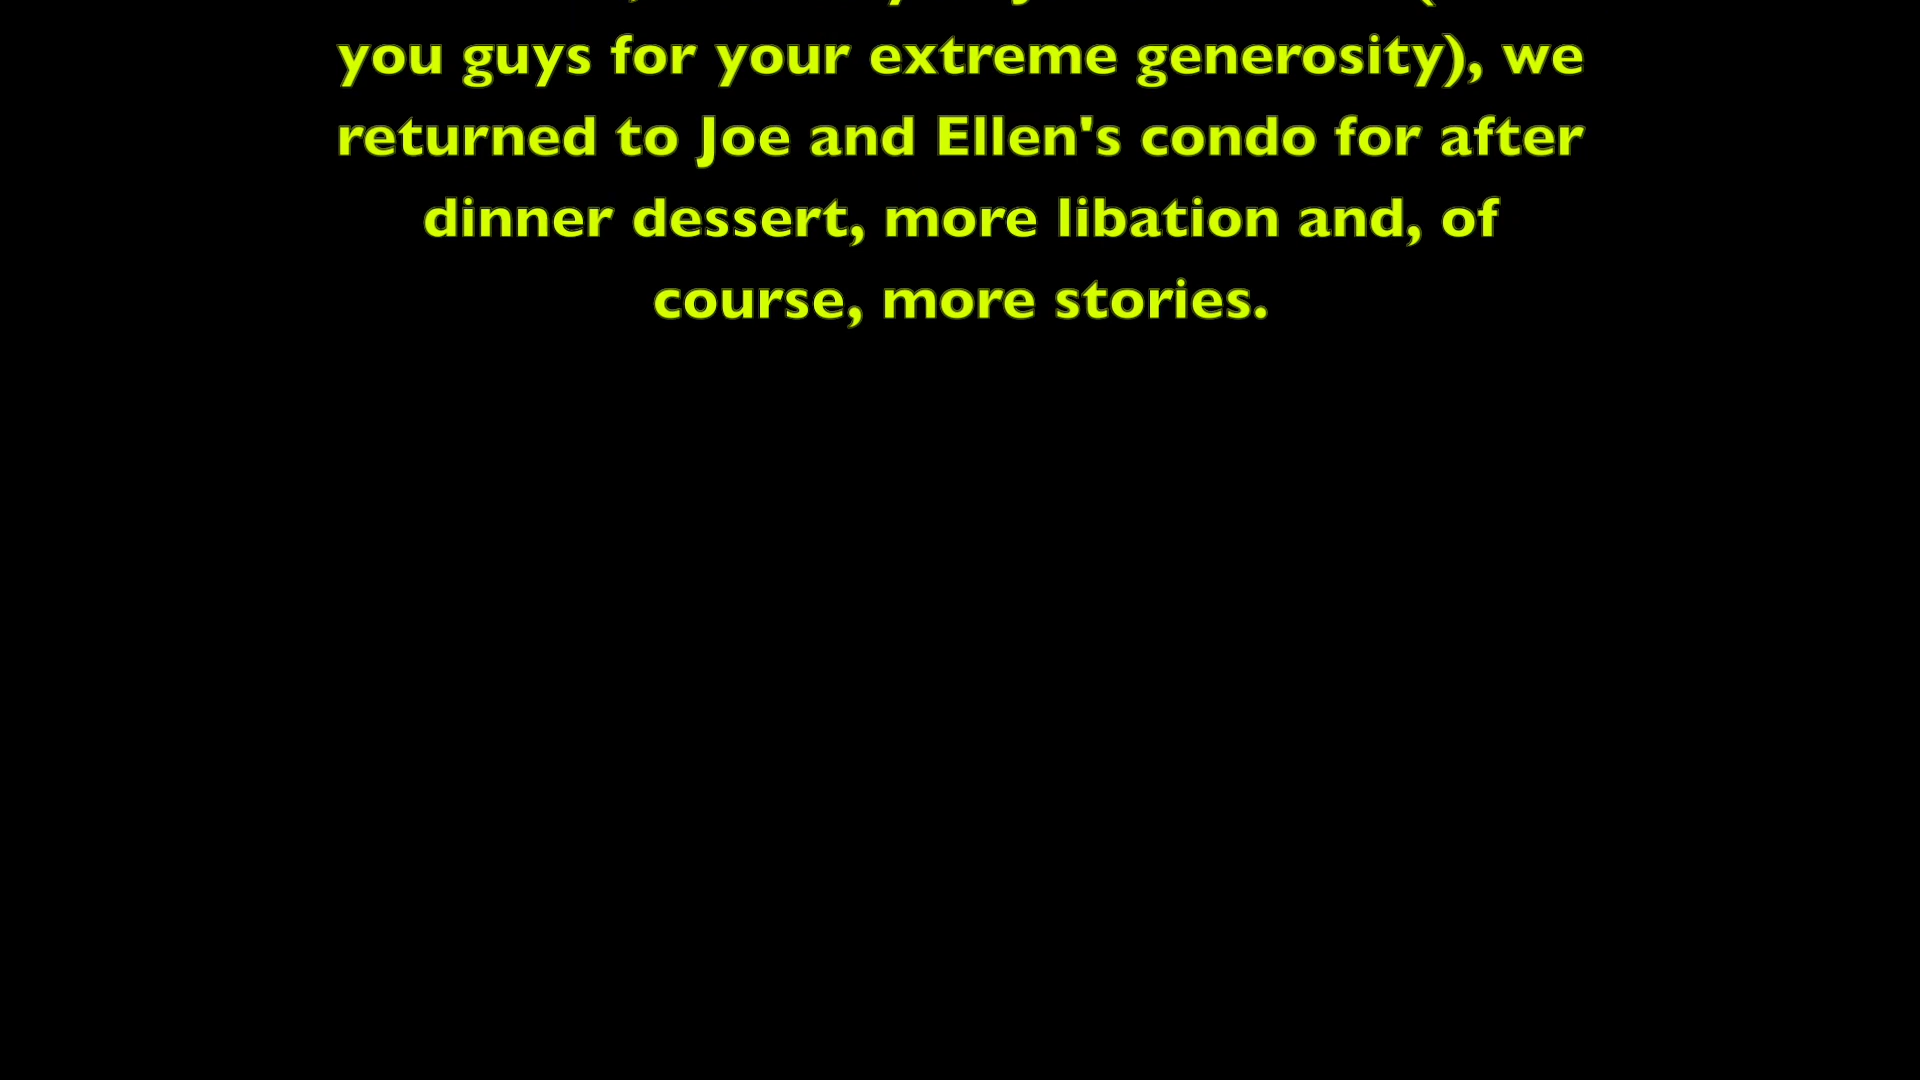 you guys for your extreme generosity), we
returned to Joe and Ellen's condo for after
dinner dessert, more libation and, of
course, more stories.